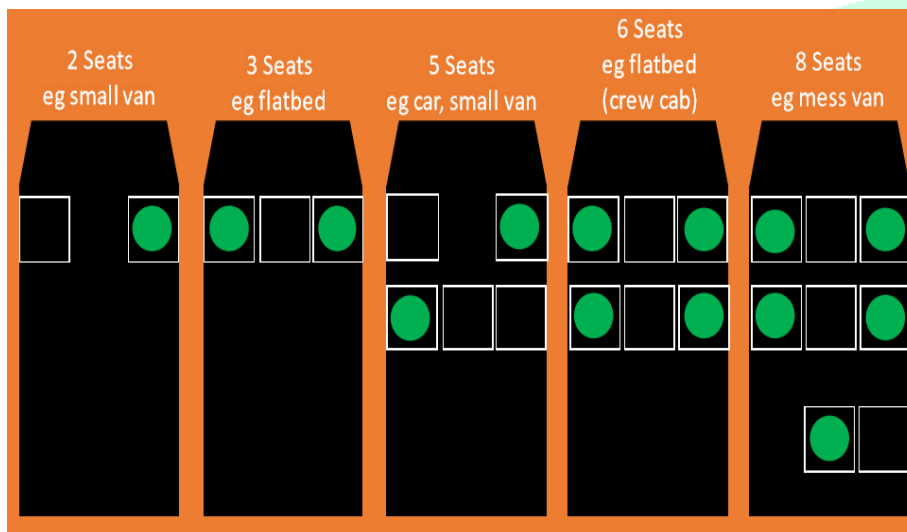 2 Seats
eg small van
3 Seats
eg flatbed
5 Seats
eg car, small van
6 Seats
eg flatbed
(crew cab)
8 Seats
eg mess van